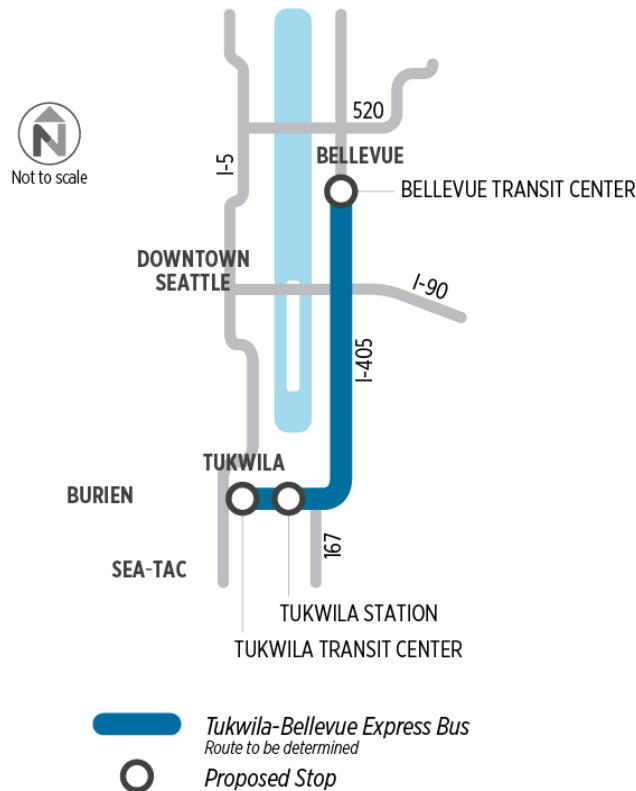 520
N
Not to scale
I-5
BELLEVUE
BELLEVUE TRANSIT CENTER
DOWNTOWN
SEATTLE
I-90
I-405
TUKWILA
BURIEN
167
SEA-TAC
TUKWILA STATION
TUKWILA TRANSIT CENTER
Tukwila-Bellevue Express Bus
Route to be determined
Proposed Stop